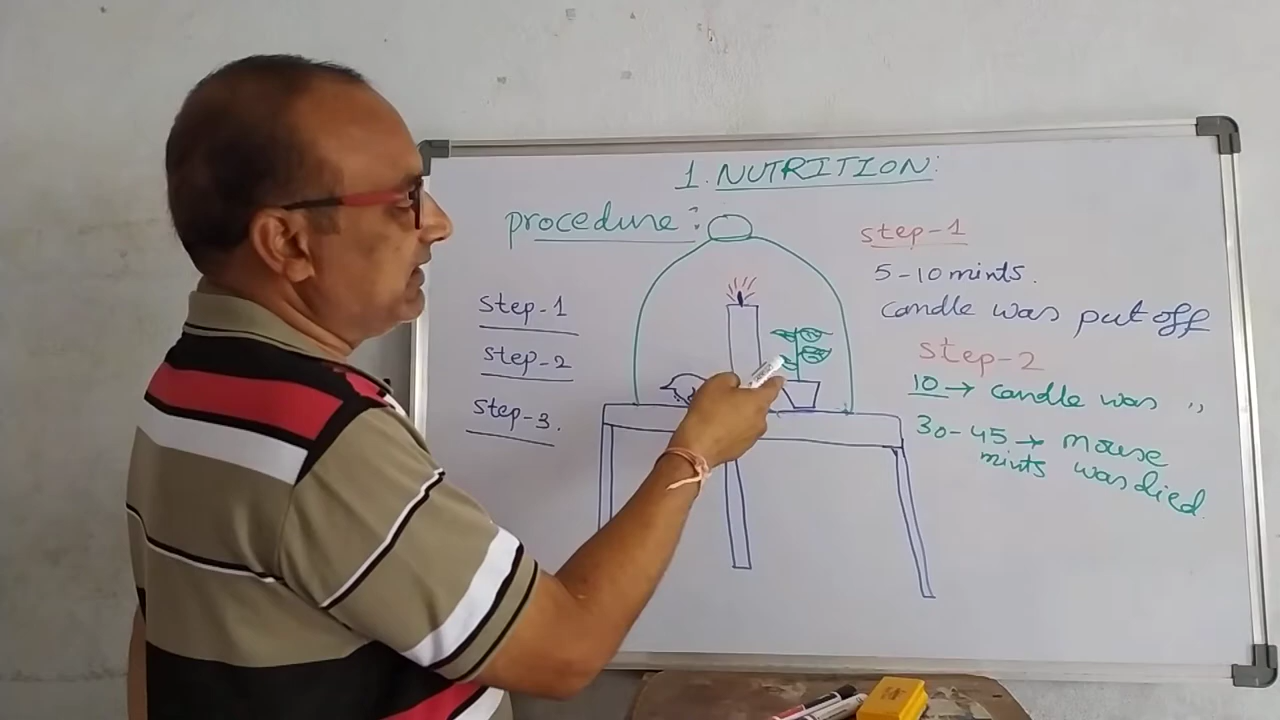 1. NUTRITION:
procedure:
step-1
step-2
step-3.
step-1
5-10 mints.
candle was put off
step-2
10 → candle was ,,
30-45 → mouse
mints was died.